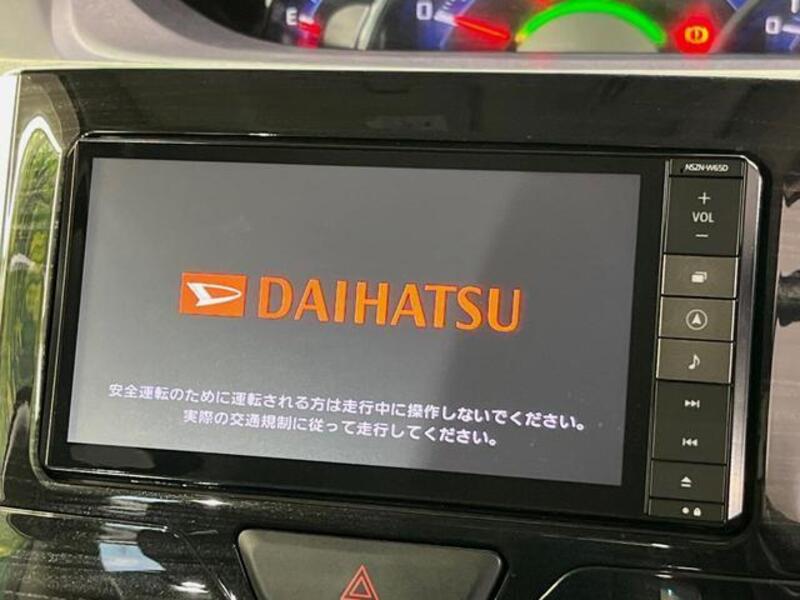 E
0
0
NSZN-W65D
+
VOL
-
DAIHATSU
安全運転のために運転される方は走行中に操作しないでください。
実際の交通規制に従って走行してください。